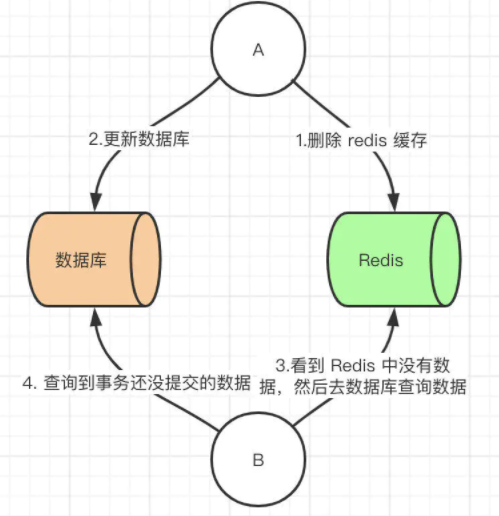 A
2.更新数据库
1.删除 redis 缓存
数据库
Redis
4. 查询到事务还没提交的数据
3.看到 Redis 中没有数
据，然后去数据库查询数据
B